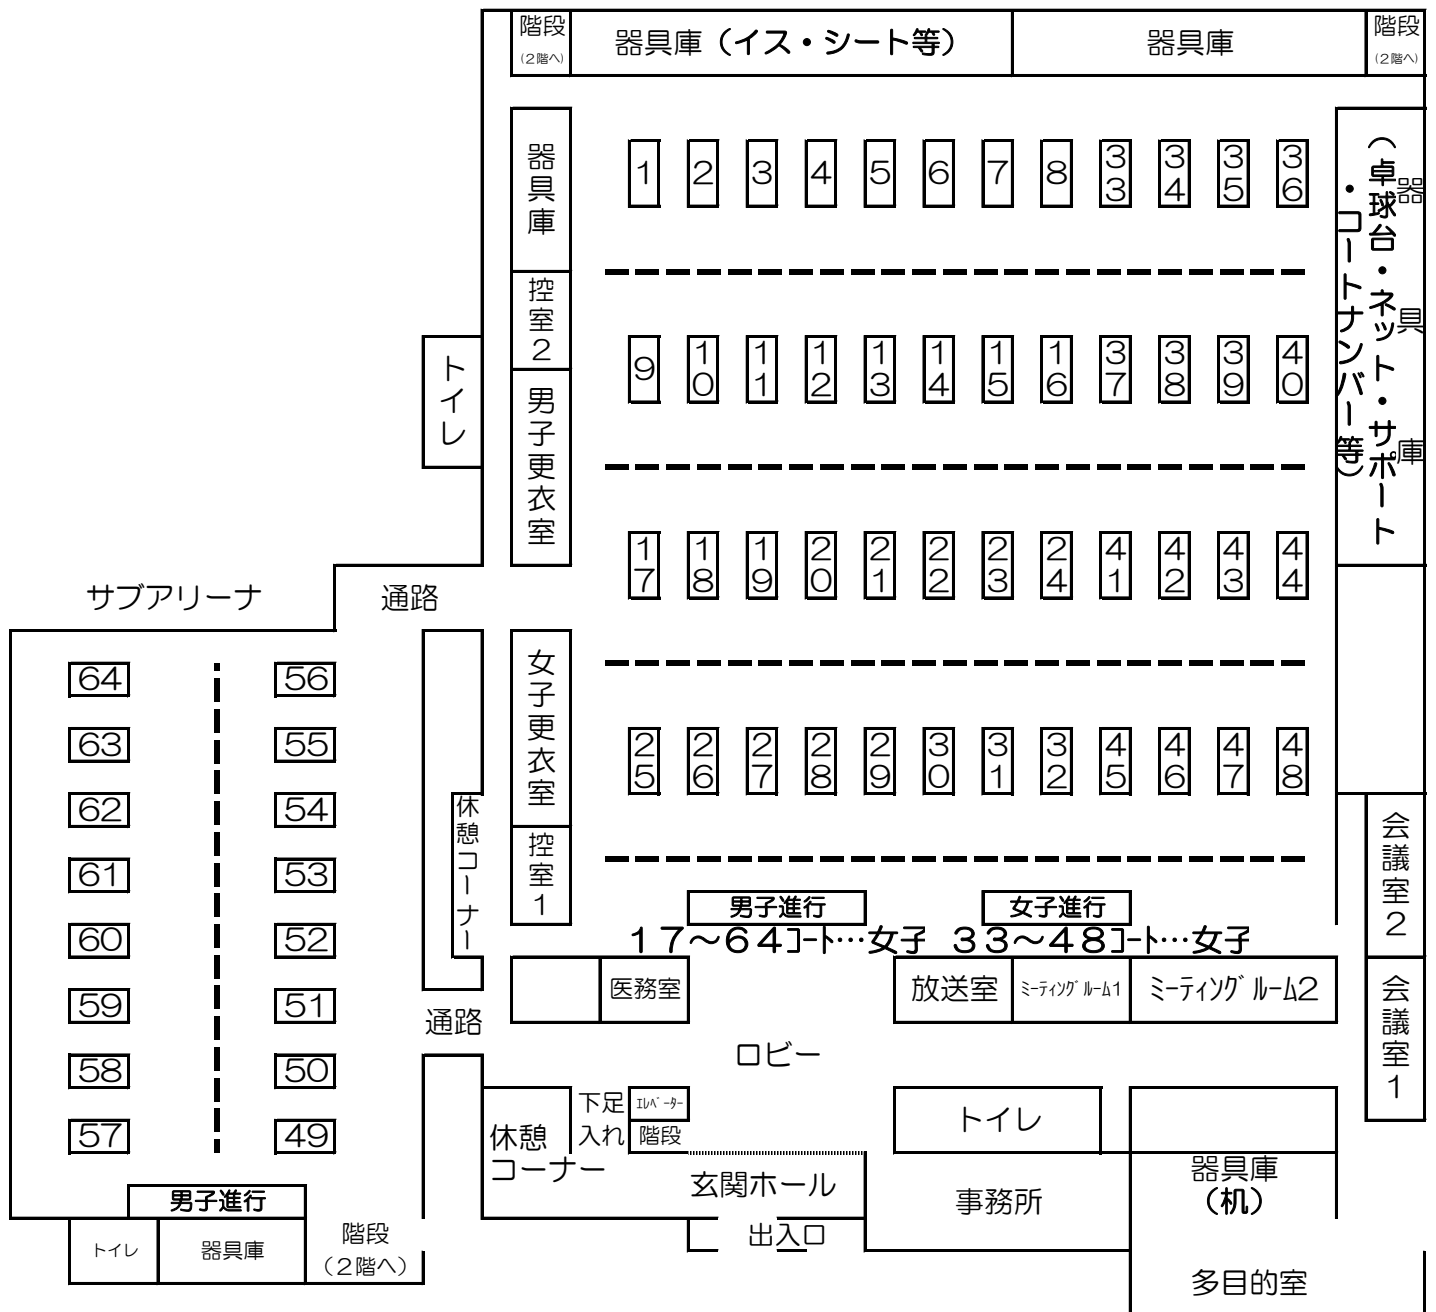 階段
(2階へ)
器具庫（イス・シート等）
器具庫
階段
(2階へ)
器具庫
1 2 3 4 5 6 7 8 33 34 35 36
器具庫
（卓球台・ネット・サポート
・コートナンバー等）
控室2
トイレ
男子更衣室
9 10 11 12 13 14 15 16 37 38 39 40
17 18 19 20 21 22 23 24 41 42 43 44
サブアリーナ
通路
女子更衣室
64 56
63 55
62 54
61 53
60 52
59 51
58 50
57 49
25 26 27 28 29 30 31 32 45 46 47 48
休憩コーナー
控室1
会議室2
男子進行
女子進行
17～64コート…女子 33～48コート…女子
医務室
放送室
ミーティングルーム1
ミーティングルーム2
会議室1
通路
ロビー
下足
入れ
エレベーター
階段
トイレ
休憩
コーナー
玄関ホール
事務所
器具庫
（机）
男子進行
出入口
トイレ
器具庫
階段
（2階へ）
多目的室